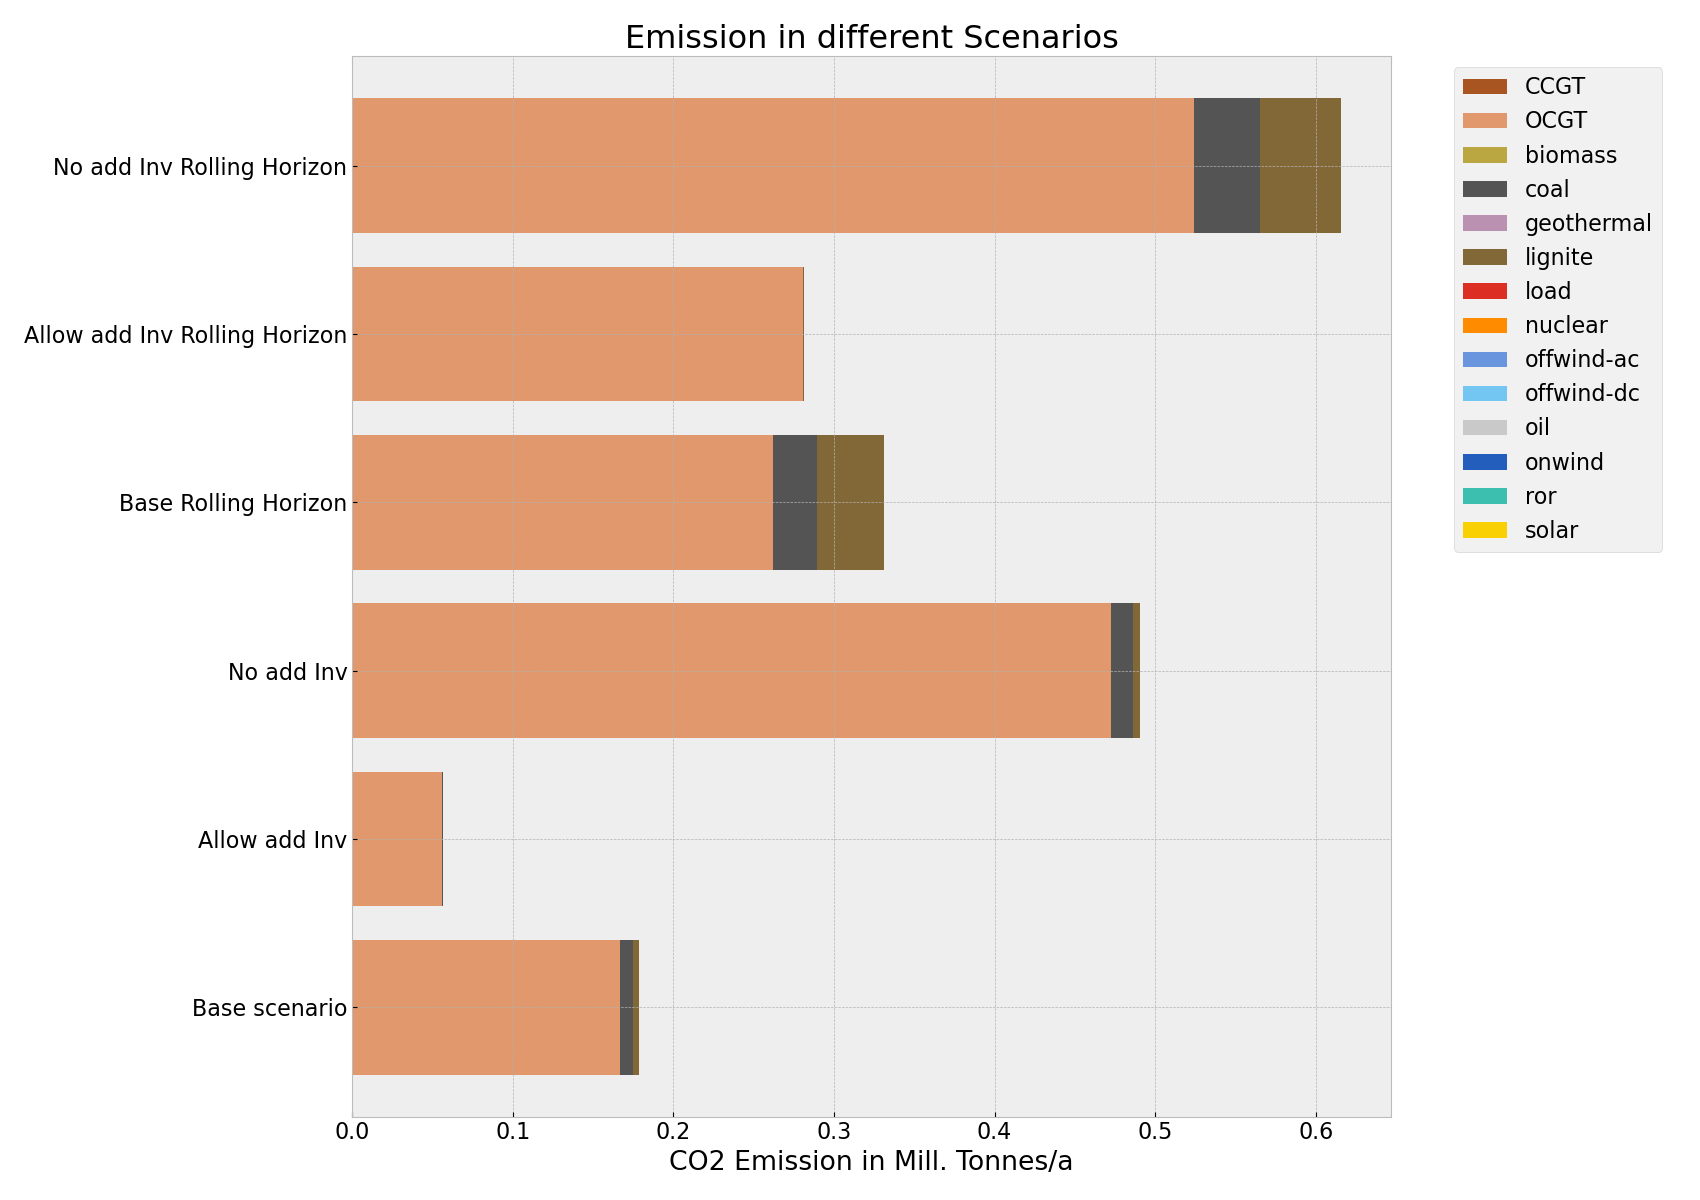 Emission in different Scenarios
No add Inv Rolling Horizon
Allow add Inv Rolling Horizon
Base Rolling Horizon
No add Inv
Allow add Inv
Base scenario
0.0 0.1 0.2 0.3 0.4 0.5 0.6
CO2 Emission in Mill. Tonnes/a
CCGT
OCGT
biomass
coal
geothermal
lignite
load
nuclear
offwind-ac
offwind-dc
oil
onwind
ror
solar